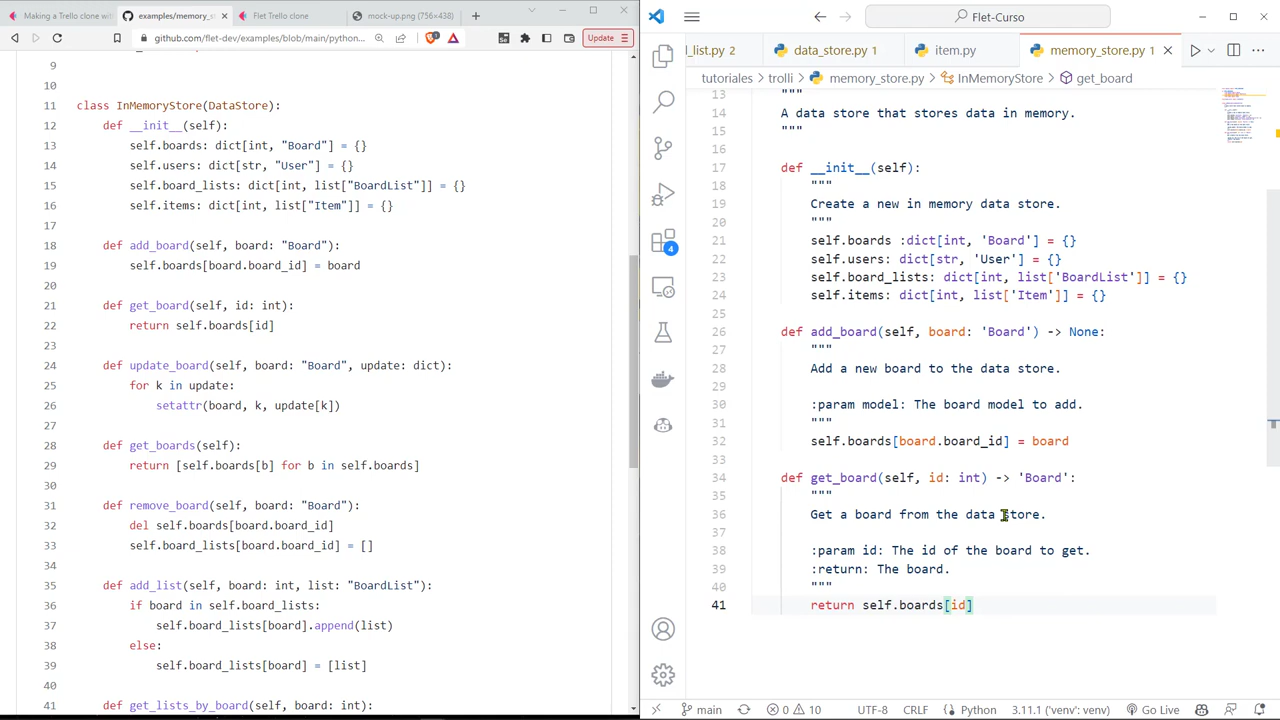 Making a Trello clone with
examples/memory_s
Trello clone
mock-up.png (756×438)
github.com/flet-dev/examples/blob/main/python...
Update
9
10
11 class InMemoryStore(DataStore):
12 def __init__(self):
13 self.boards: dict[int, "Board"] = {}
14 self.users: dict[str, "User"] = {}
15 self.board_lists: dict[int, list["BoardList"]] = {}
16 self.items: dict[int, list["Item"]] = {}
17
18 def add_board(self, board: "Board"):
19 self.boards[board.board_id] = board
20
21 def get_board(self, id: int):
22 return self.boards[id]
23
24 def update_board(self, board: "Board", update: dict):
25 for k in update:
26 setattr(board, k, update[k])
27
28 def get_boards(self):
29 return [self.boards[b] for b in self.boards]
30
31 def remove_board(self, board: "Board"):
32 del self.boards[board.board_id]
33 self.board_lists[board.board_id] = []
34
35 def add_list(self, board: int, list: "BoardList"):
36 if board in self.board_lists:
37 self.board_lists[board].append(list)
38 else:
39 self.board_lists[board] = [list]
40
41 def get_lists_by_board(self, board: int):
Flet-Curso
d_list.py 2
data_store.py 1
item.py
memory_store.py 1
tutoriales > trolli > memory_store.py > InMemoryStore > get_board
4
13 """
14 A data store that stores data in memory.
15 """
16
17 def __init__(self):
18 """
19 Create a new in memory data store.
20 """
21 self.boards :dict[int, 'Board'] = {}
22 self.users: dict[str, 'User'] = {}
23 self.board_lists: dict[int, list['BoardList']] = {}
24 self.items: dict[int, list['Item']] = {}
25
26 def add_board(self, board: 'Board') -> None:
27 """
28 Add a new board to the data store.
29
30 :param model: The board model to add.
31 """
32 self.boards[board.board_id] = board
33
34 def get_board(self, id: int) -> 'Board':
35 """
36 Get a board from the data store.
37
38 :param id: The id of the board to get.
39 :return: The board.
40 """
41 return self.boards[id]
main
0 10
UTF-8 CRLF Python 3.11.1 ('venv': venv) Go Live